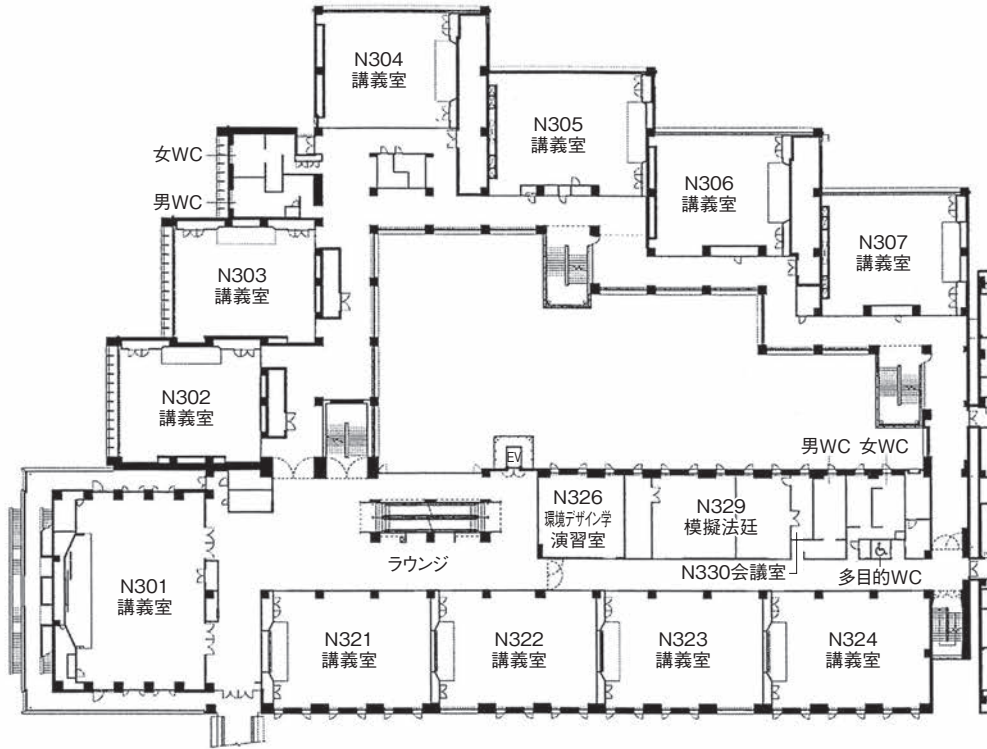 N304
講義室
N305
講義室
女WC
N306
講義室
男WC
N307
講義室
N303
講義室
N302
講義室
男WC
女WC
EV
N326
環境デザイン学
演習室
N329
模擬法廷
ラウンジ
N330会議室
多目的WC
N301
講義室
N321
講義室
N322
講義室
N323
講義室
N324
講義室